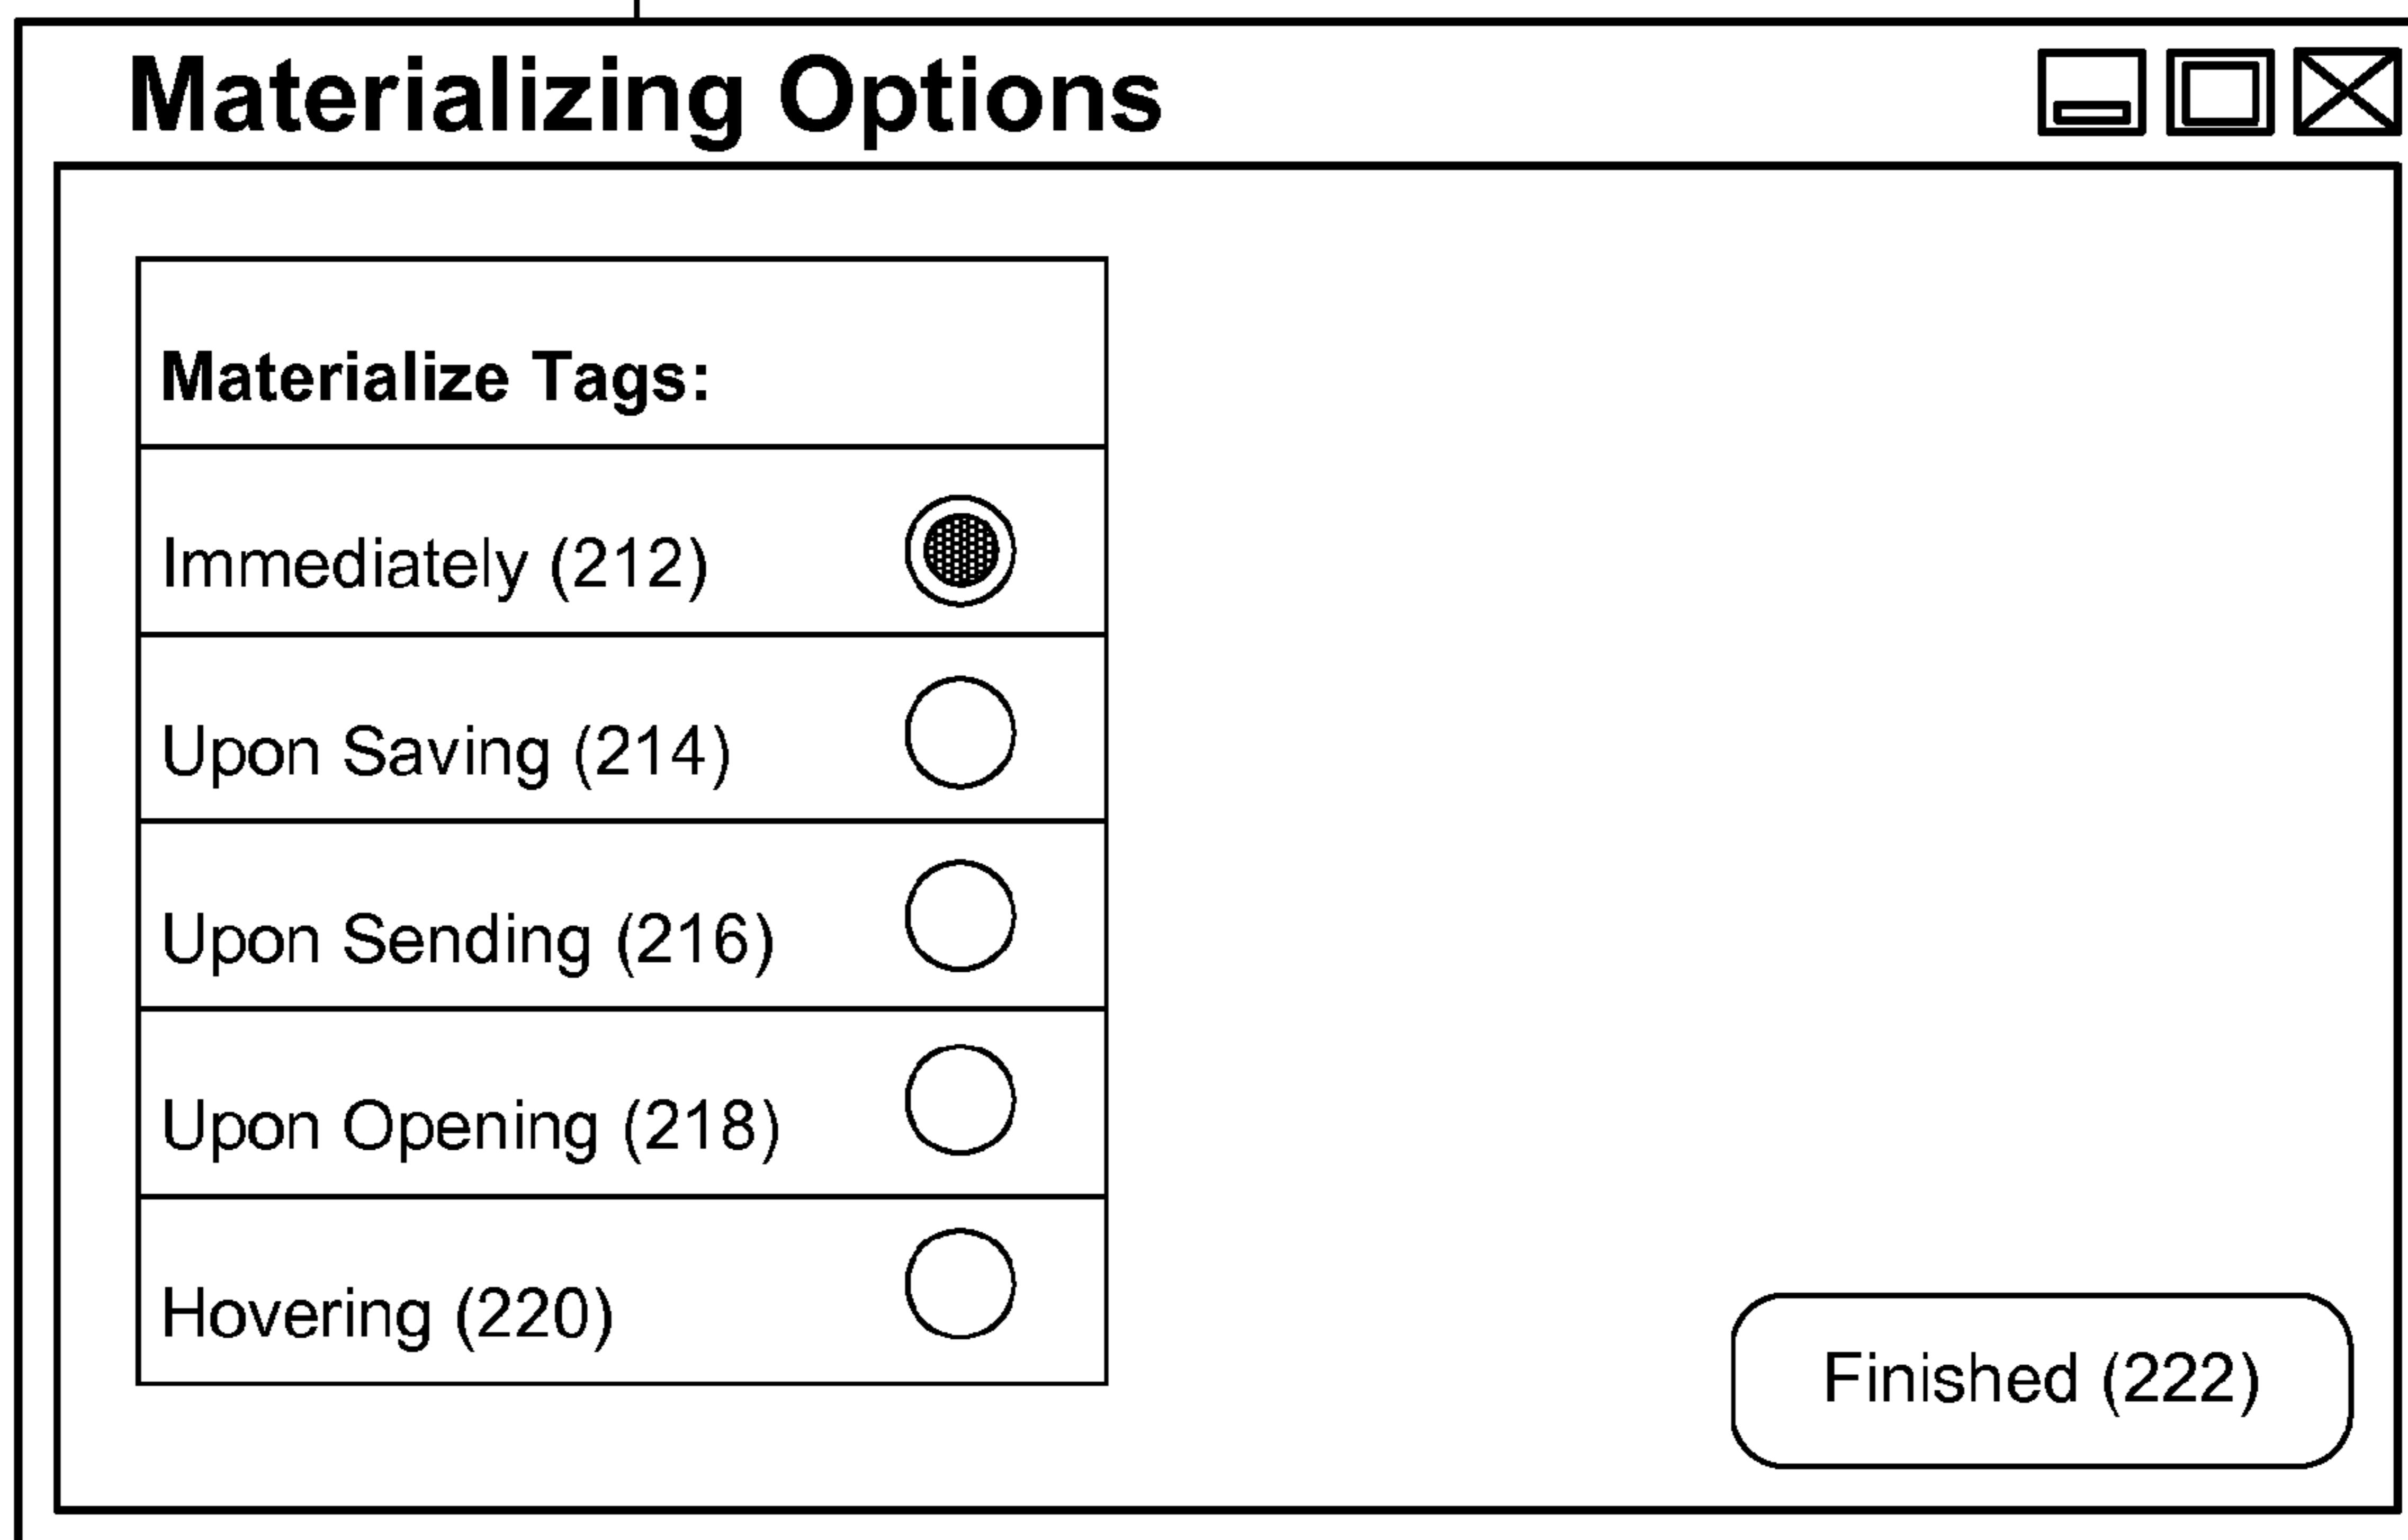 Materializing Options
Materialize Tags:
Immediately (212)
Upon Saving (214)
Upon Sending (216)
Upon Opening (218)
Hovering (220)
Finished (222)